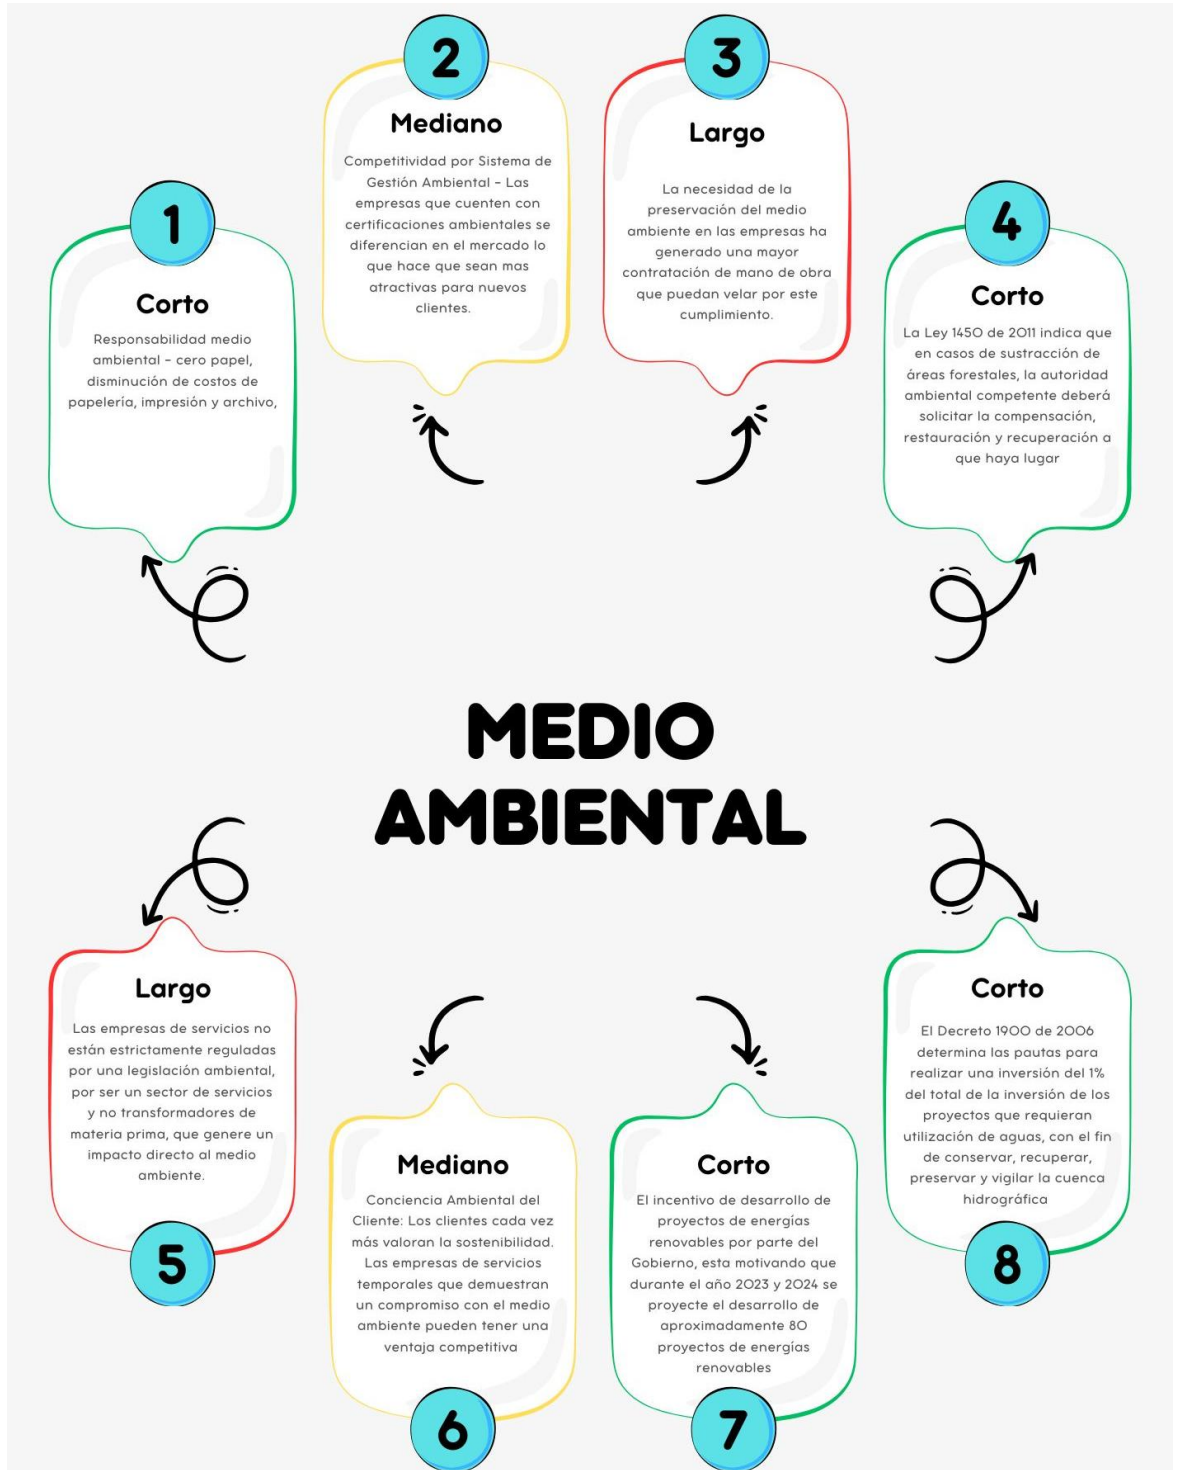 1
Corto
Responsabilidad medio
ambiental - cero papel,
disminución de costos de
papelería, impresión y archivo,
2
Mediano
Competitividad por Sistema de
Gestión Ambiental - Las
empresas que cuenten con
certificaciones ambientales se
diferencian en el mercado lo
que hace que sean mas
atractivas para nuevos
clientes.
3
Largo
La necesidad de la
preservación del medio
ambiente en las empresas ha
generado una mayor
contratación de mano de obra
que puedan velar por este
cumplimiento.
4
Corto
La Ley 1450 de 2011 indica que
en casos de sustracción de
áreas forestales, la autoridad
ambiental competente deberá
solicitar la compensación,
restauración y recuperación a
que haya lugar
MEDIO
AMBIENTAL
Largo
Las empresas de servicios no
están estrictamente reguladas
por una legislación ambiental,
por ser un sector de servicios
y no transformadores de
materia prima, que genere un
impacto directo al medio
ambiente.
5
Mediano
Conciencia Ambiental del
Cliente: Los clientes cada vez
más valoran la sostenibilidad.
Las empresas de servicios
temporales que demuestran
un compromiso con el medio
ambiente pueden tener una
ventaja competitiva
6
Corto
El incentivo de desarrollo de
proyectos de energías
renovables por parte del
Gobierno, esta motivando que
durante el año 2023 y 2024 se
proyecte el desarrollo de
aproximadamente 80
proyectos de energías
renovables
7
Corto
El Decreto 1900 de 2006
determina las pautas para
realizar una inversión del 1%
del total de la inversión de los
proyectos que requieran
utilización de aguas, con el fin
de conservar, recuperar,
preservar y vigilar la cuenca
hidrográfica
8